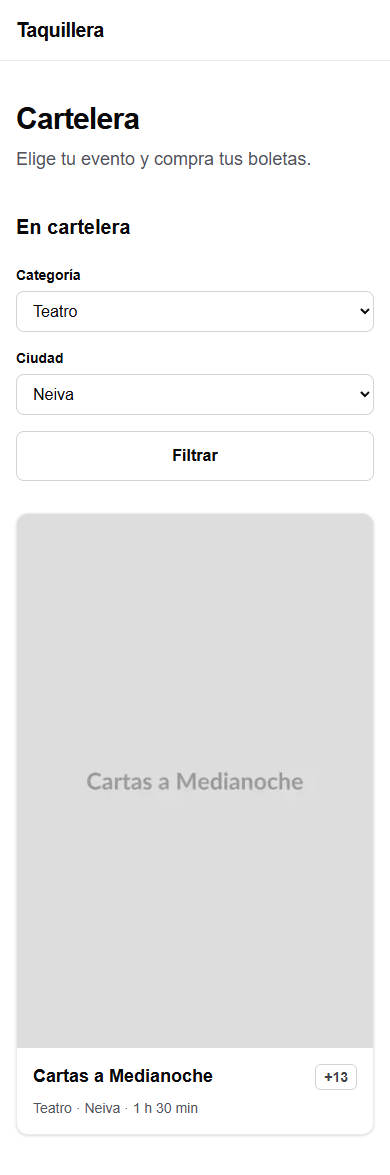 Taquillera
Cartelera
Elige tu evento y compra tus boletas.
En cartelera
Categoría
Teatro
Ciudad
Neiva
Filtrar
Cartas a Medianoche
Cartas a Medianoche
+13
Teatro · Neiva · 1 h 30 min